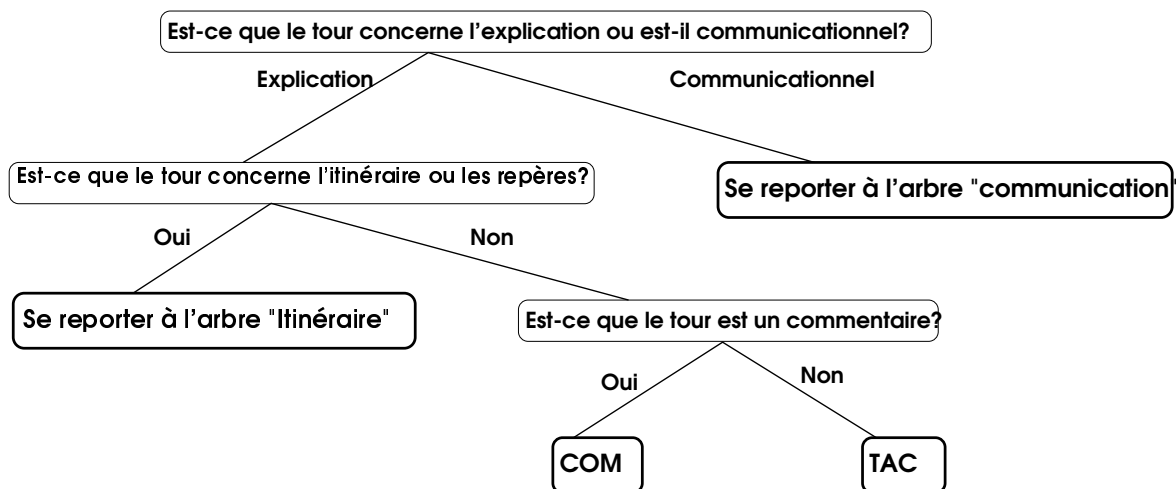 Est-ce que le tour concerne l'explication ou est-il communicationnel?
Explication
Communicationnel
Est-ce que le tour concerne l'itinéraire ou les repères?
Se reporter à l'arbre "communication"
Oui
Non
Se reporter à l'arbre "Itinéraire"
Est-ce que le tour est un commentaire?
Oui
Non
COM
TAC